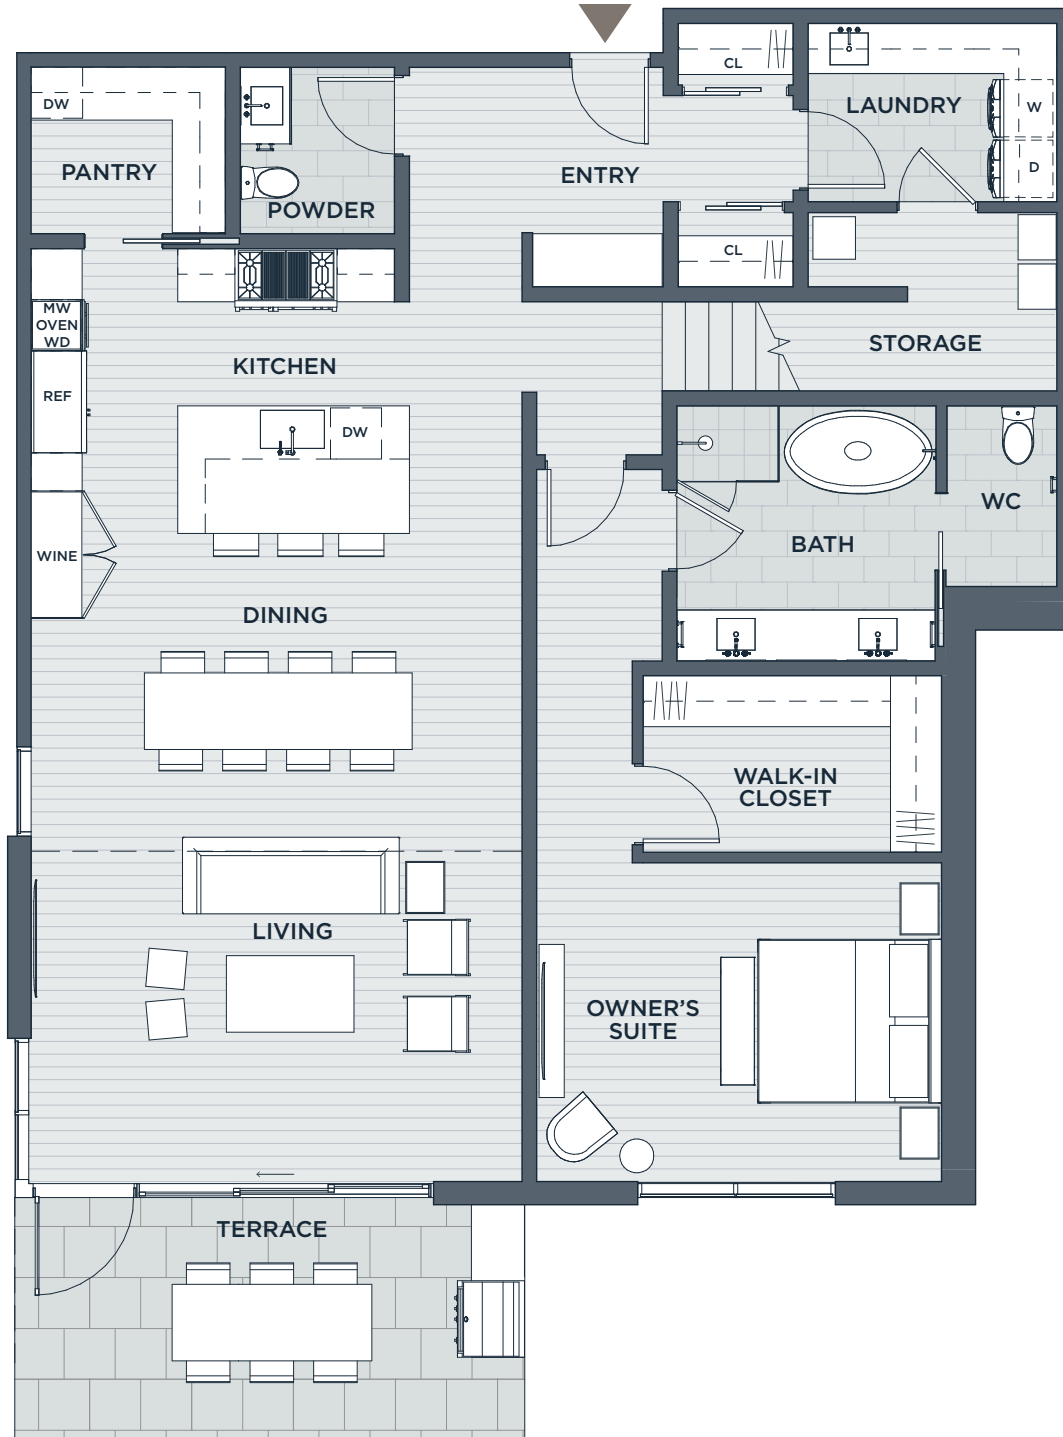 CL
DW
LAUNDRY
W
PANTRY
ENTRY
D
POWDER
CL
MW
OVEN
WD
STORAGE
KITCHEN
REF
DW
WC
BATH
WINE
DINING
WALK-IN
CLOSET
LIVING
OWNER'S
SUITE
TERRACE